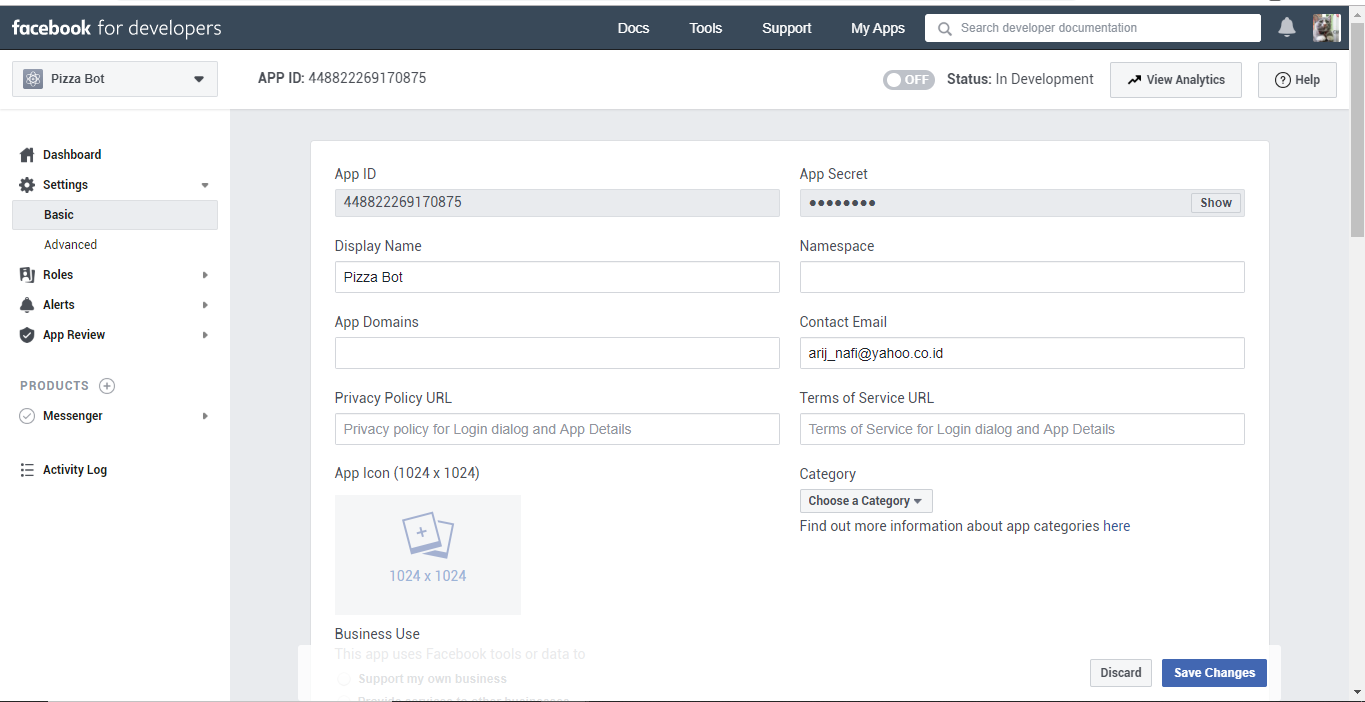 facebook for developers
Docs
Tools
Support
My Apps
Search developer documentation
Pizza Bot
APP ID: 448822269170875
OFF
Status: In Development
View Analytics
? Help
Dashboard
Settings
Basic
Advanced
Roles
Alerts
App Review
PRODUCTS
Messenger
Activity Log
App ID
448822269170875
App Secret
●●●●●●●●
Show
Display Name
Pizza Bot
Namespace
App Domains
Contact Email
arij_nafi@yahoo.co.id
Privacy Policy URL
Privacy policy for Login dialog and App Details
Terms of Service URL
Terms of Service for Login dialog and App Details
App Icon (1024 x 1024)
1024 x 1024
Category
Choose a Category
Find out more information about app categories here
Business Use
This app uses Facebook tools or data to
Support my own business
Provide services to other businesses
Discard
Save Changes